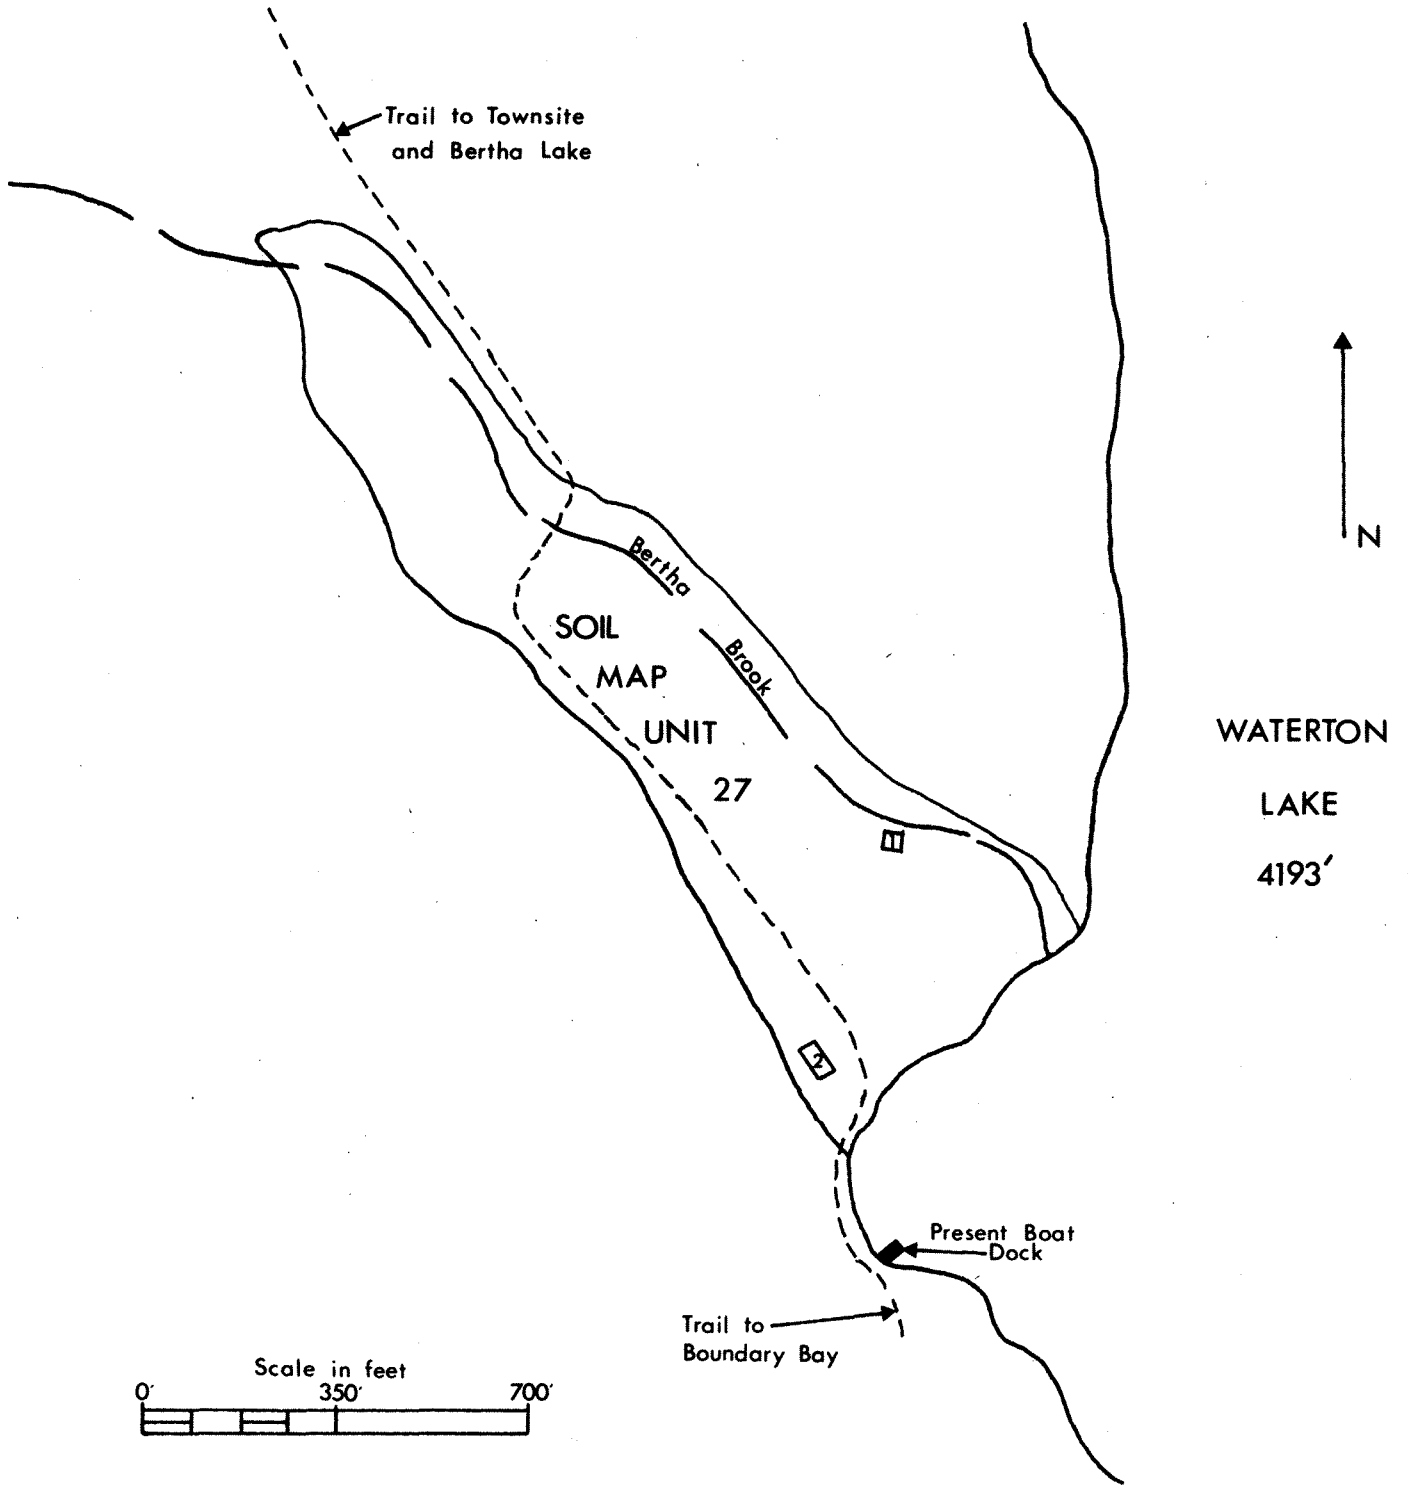 Trail to Townsite
and Bertha Lake
N
Bertha
Brook
SOIL
MAP
UNIT
27
WATERTON
LAKE
4193′
1
2
Present Boat
Dock
Trail to
Boundary Bay
Scale in feet
0′ 350′ 700′